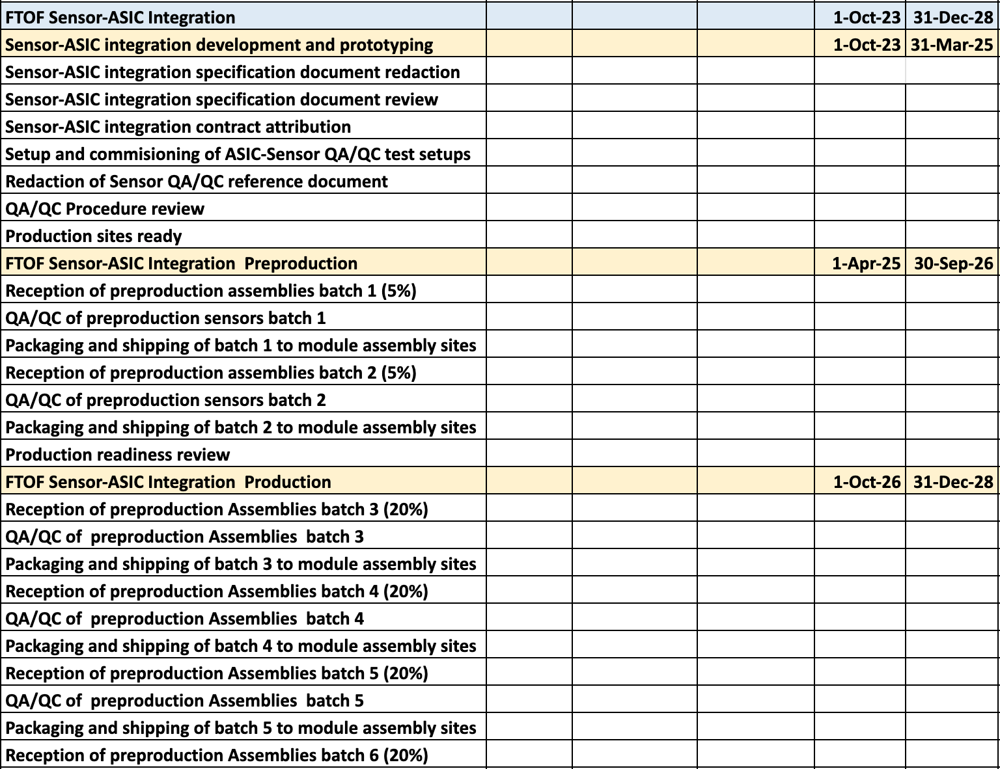 FTOF Sensor-ASIC Integration 1-Oct-23 31-Dec-28
Sensor-ASIC integration development and prototyping 1-Oct-23 31-Mar-25
Sensor-ASIC integration specification document redaction
Sensor-ASIC integration specification document review
Sensor-ASIC integration contract attribution
Setup and commisioning of ASIC-Sensor QA/QC test setups
Redaction of Sensor QA/QC reference document
QA/QC Procedure review
Production sites ready
FTOF Sensor-ASIC Integration  Preproduction 1-Apr-25 30-Sep-26
Reception of preproduction assemblies batch 1 (5%)
QA/QC of preproduction sensors batch 1
Packaging and shipping of batch 1 to module assembly sites
Reception of preproduction assemblies batch 2 (5%)
QA/QC of preproduction sensors batch 2
Packaging and shipping of batch 2 to module assembly sites
Production readiness review
FTOF Sensor-ASIC Integration  Production 1-Oct-26 31-Dec-28
Reception of preproduction Assemblies batch 3 (20%)
QA/QC of  preproduction Assemblies  batch 3
Packaging and shipping of batch 3 to module assembly sites
Reception of preproduction Assemblies batch 4 (20%)
QA/QC of  preproduction Assemblies  batch 4
Packaging and shipping of batch 4 to module assembly sites
Reception of preproduction Assemblies batch 5 (20%)
QA/QC of  preproduction Assemblies  batch 5
Packaging and shipping of batch 5 to module assembly sites
Reception of preproduction Assemblies batch 6 (20%)